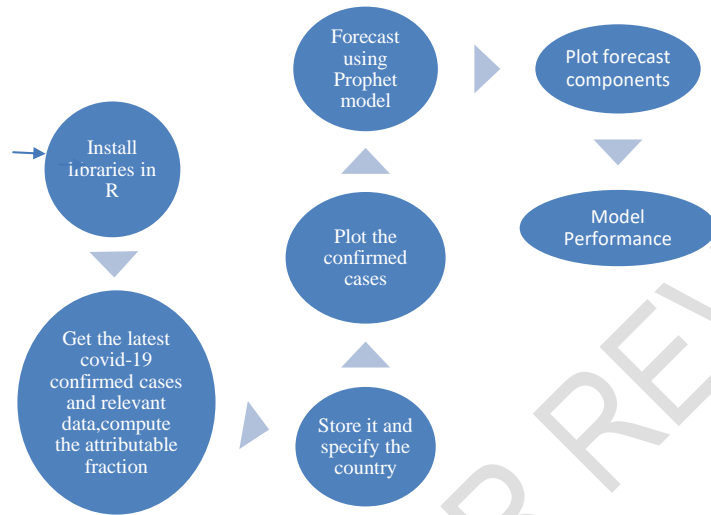 Install
libraries in
R
Get the latest
covid-19
confirmed cases
and relevant
data,compute
the attributable
fraction
Store it and
specify the
country
Plot the
confirmed
cases
Forecast
using
Prophet
model
Plot forecast
components
Model
Performance
R REV